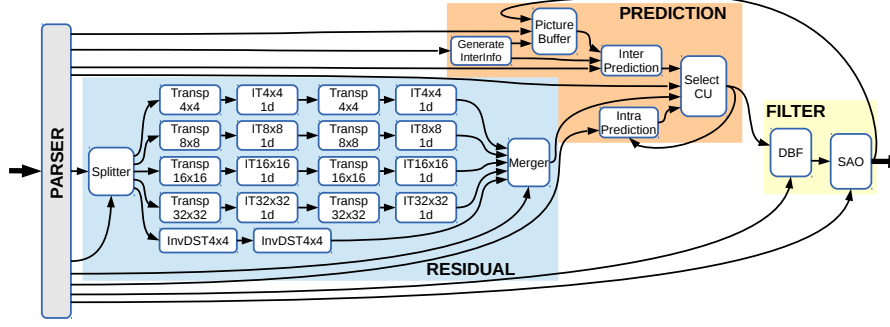 PREDICTION
Picture
Buffer
Generate
InterInfo
Inter
Prediction
Select
CU
Intra
Prediction
FILTER
DBF
SAO
PARSER
Splitter
Transp
4x4
IT4x4
1d
Transp
4x4
IT4x4
1d
Transp
8x8
IT8x8
1d
Transp
8x8
IT8x8
1d
Transp
16x16
IT16x16
1d
Transp
16x16
IT16x16
1d
Transp
32x32
IT32x32
1d
Transp
32x32
IT32x32
1d
InvDST4x4
InvDST4x4
Merger
RESIDUAL